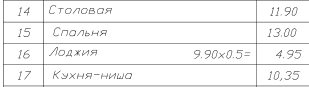 14 Столовая 11.90
15 Спальня 13.00
16 Лоджия 9.90x0.5= 4.95
17 Кухня-ниша 10,35